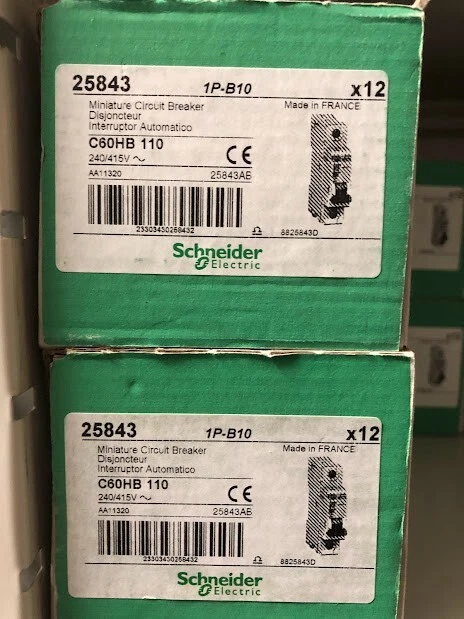 25843 1P-B10 x12
Miniature Circuit Breaker Made in FRANCE
Disjoncteur
Interruptor Automatico
C60HB 110
240/415V ~ CE
AA11320 25843AB
23303430258432 8825843D
Schneider
Electric
25843 1P-B10 x12
Miniature Circuit Breaker Made in FRANCE
Disjoncteur
Interruptor Automatico
C60HB 110
240/415V ~ CE
AA11320 25843AB
23303430258432 8825843D
Schneider
Electric